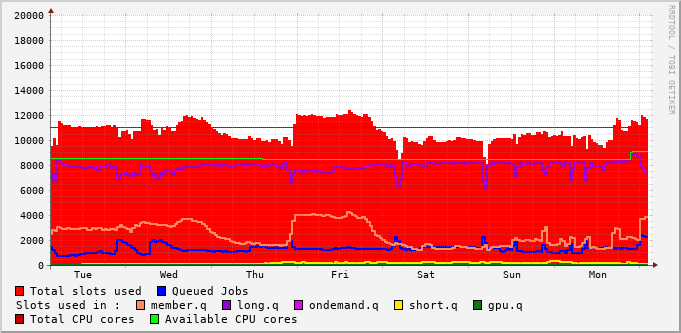 20000
18000
16000
14000
12000
10000
8000
6000
4000
2000
0
Tue Wed Thu Fri Sat Sun Mon
Total slots used Queued Jobs
Slots used in : member.q long.q ondemand.q short.q gpu.q
Total CPU cores Available CPU cores
RRDTOOL / TOBI OETIKER